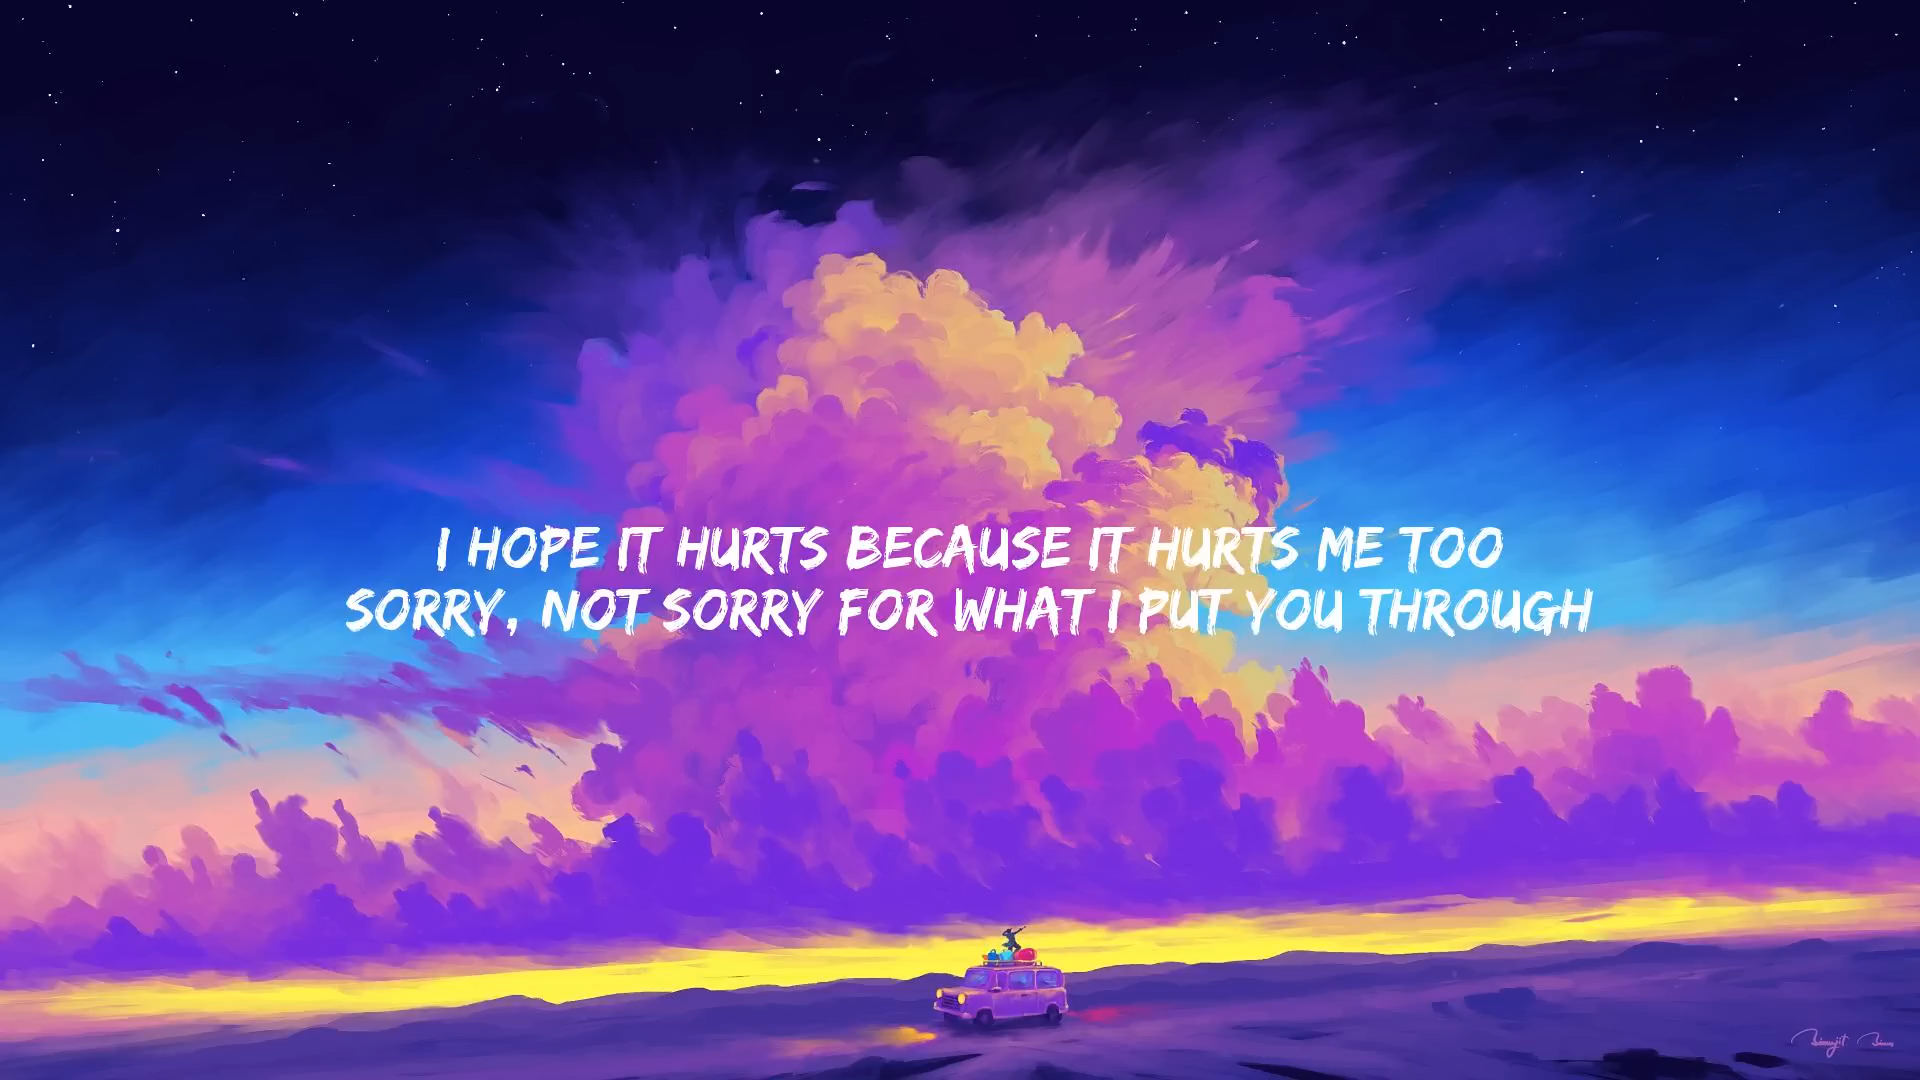 I HOPE IT HURTS BECAUSE IT HURTS ME TOO
SORRY, NOT SORRY FOR WHAT I PUT YOU THROUGH